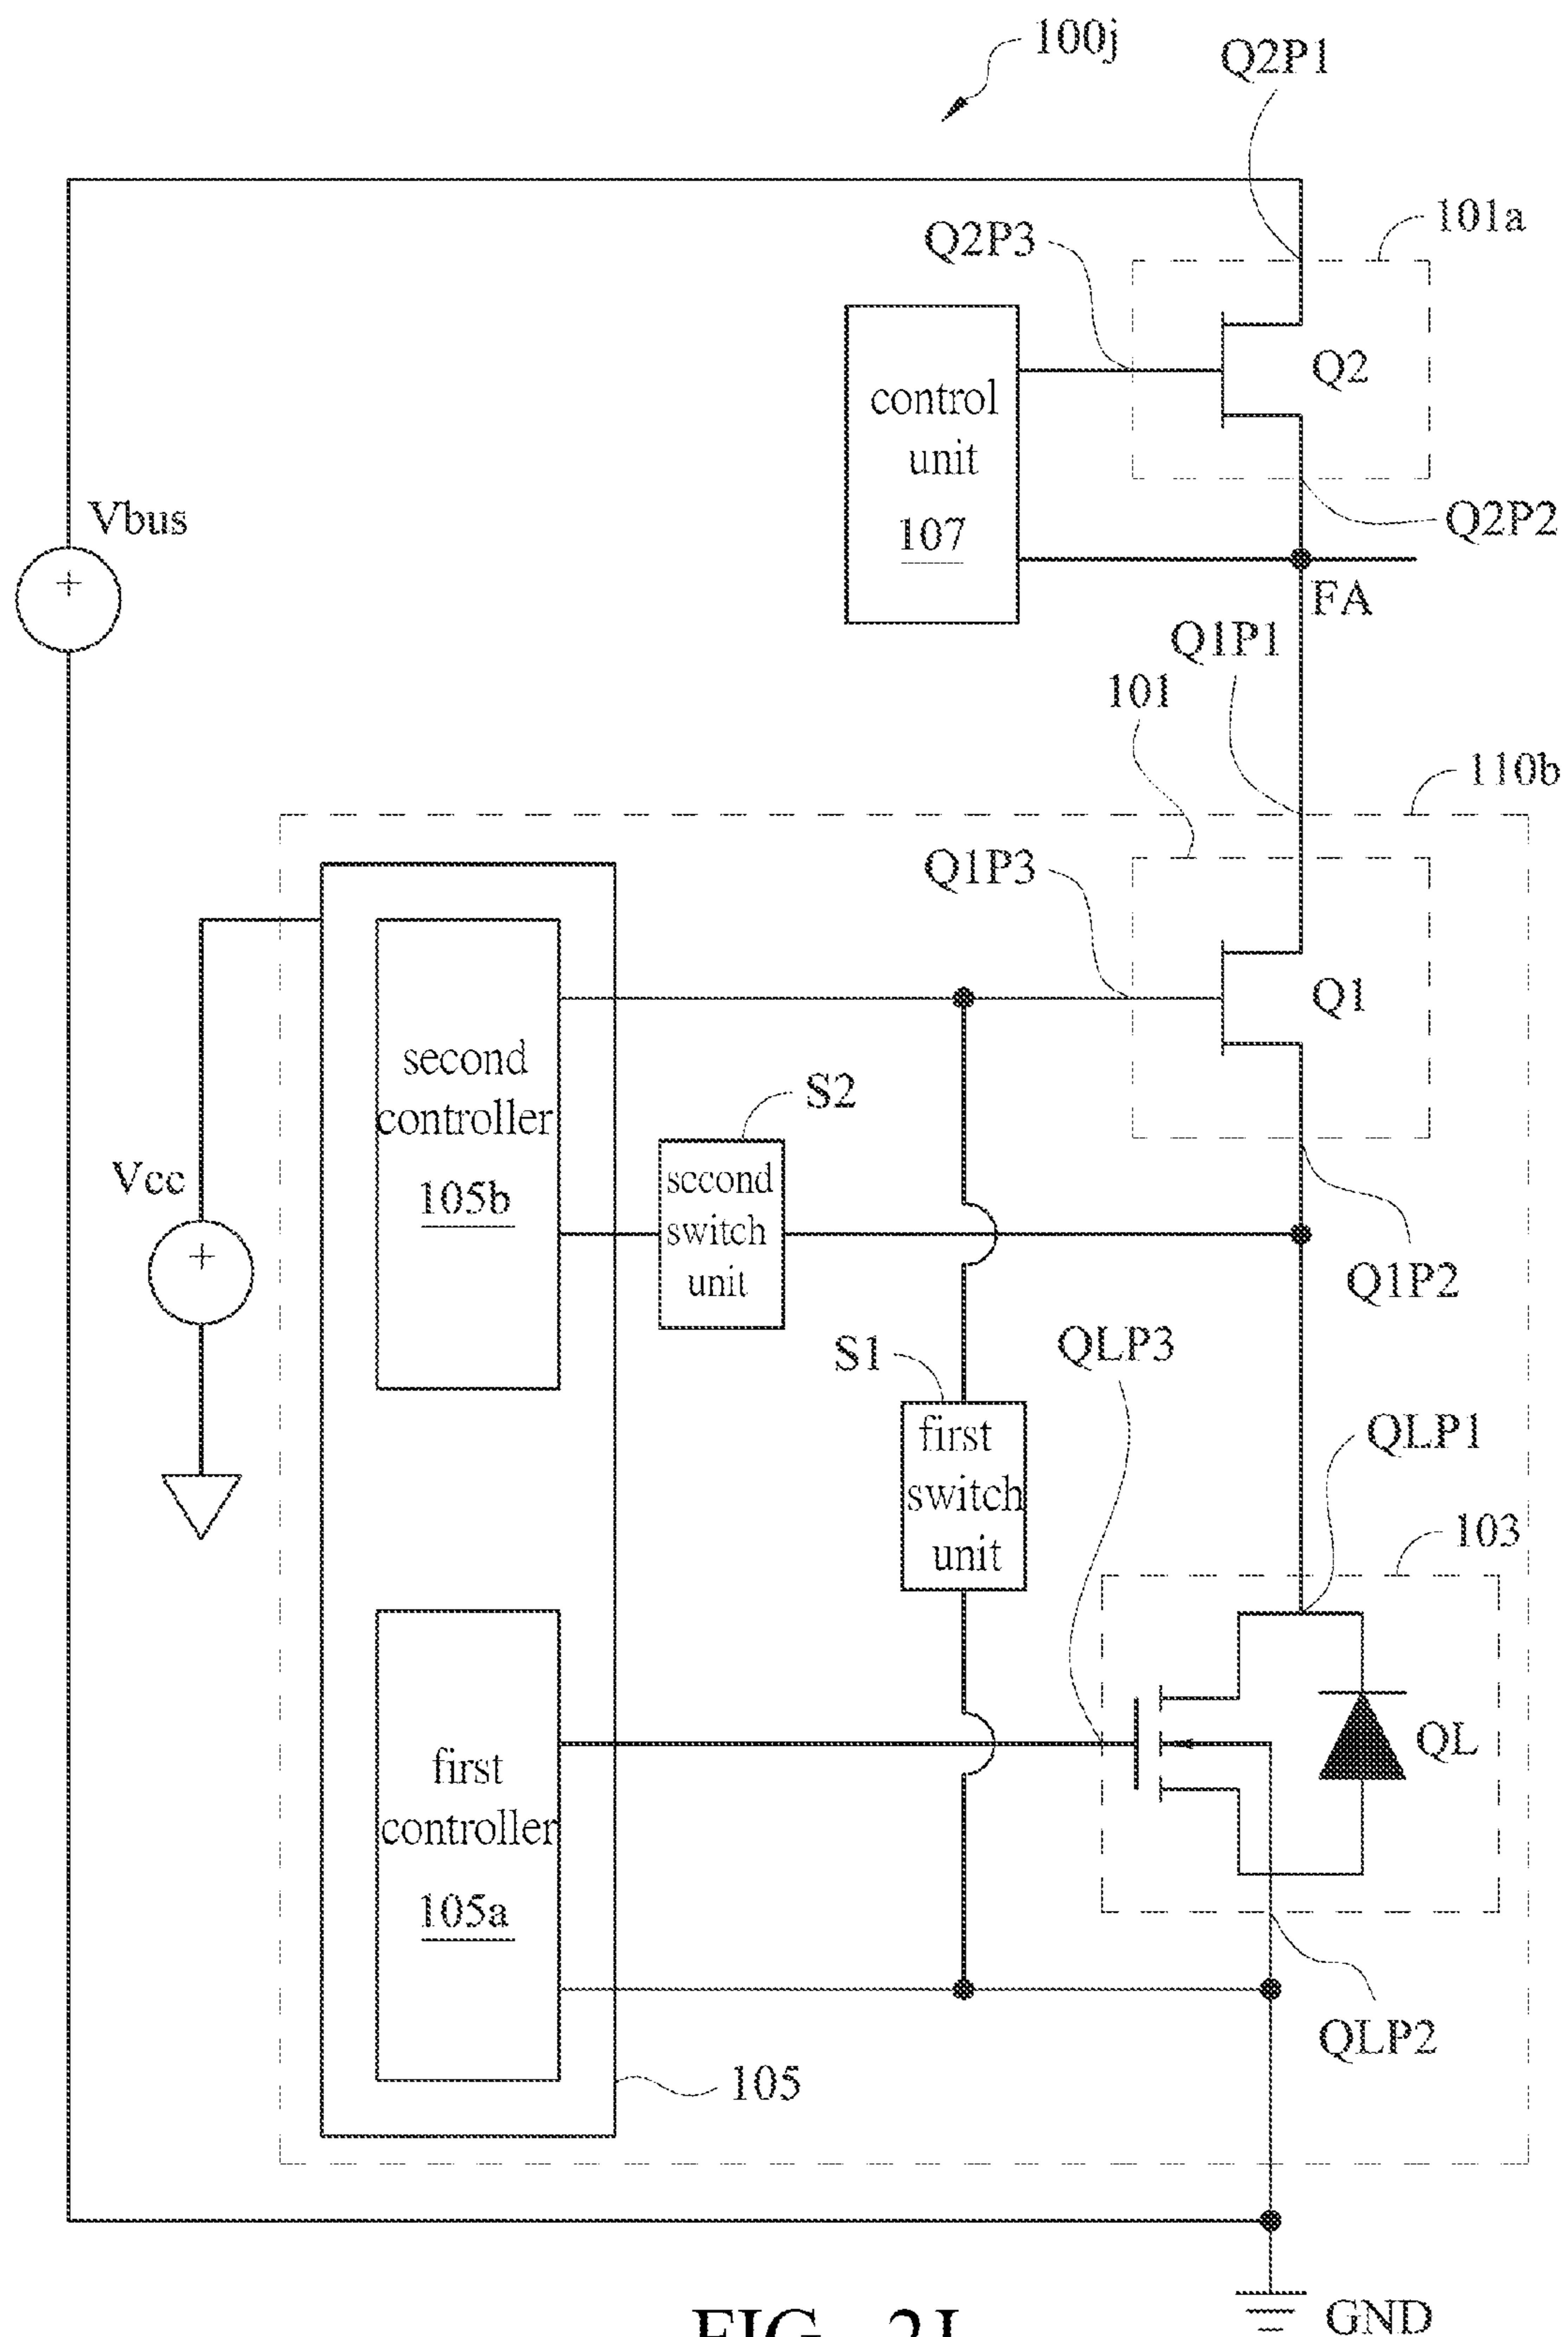 100j
Q2P1
101a
Q2P3
Q2
control
unit
107
Q2P2
Vbus
FA
Q1P1
101
110b
Q1P3
Q1
second
controller
105b
S2
second
switch
unit
Vcc
Q1P2
S1
QLP3
first
switch
unit
QLP1
103
QL
first
controller
105a
QLP2
105
GND